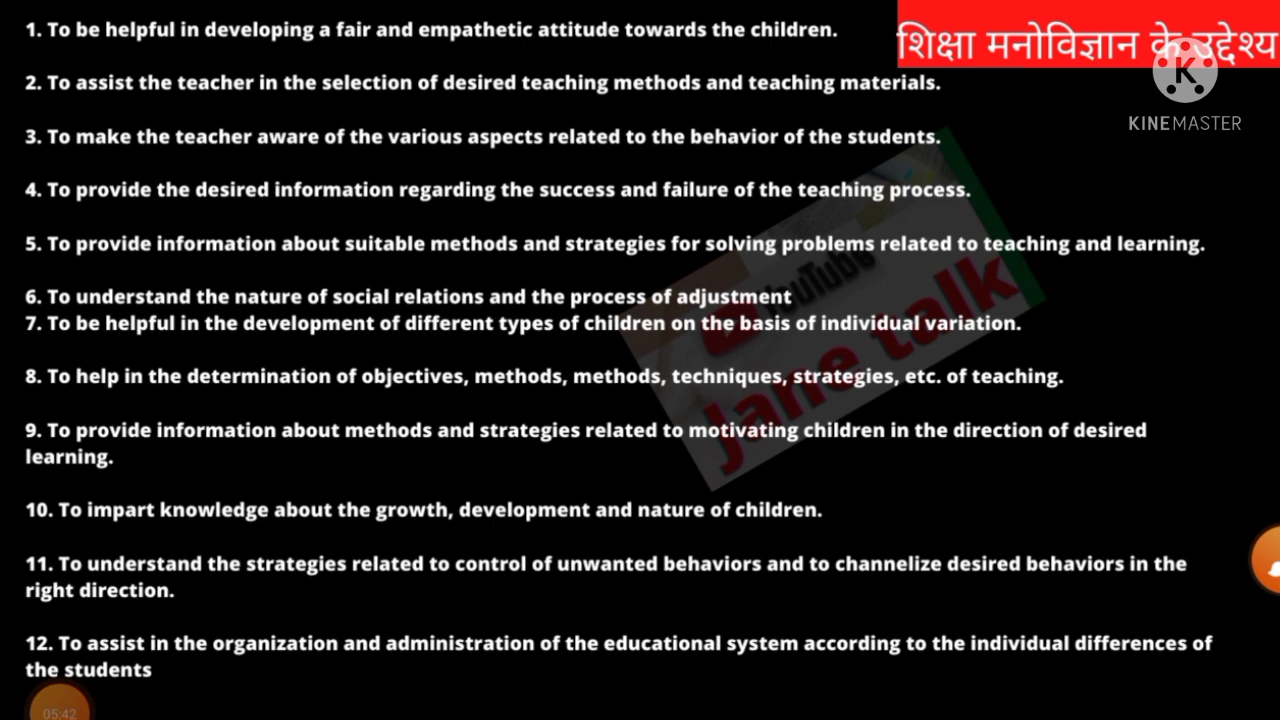 1. To be helpful in developing a fair and empathetic attitude towards the children.
शिक्षा मनोविज्ञान के उद्देश्य
2. To assist the teacher in the selection of desired teaching methods and teaching materials.
K
KINEMASTER
3. To make the teacher aware of the various aspects related to the behavior of the students.
4. To provide the desired information regarding the success and failure of the teaching process.
5. To provide information about suitable methods and strategies for solving problems related to teaching and learning.
YouTube
Jane talk
6. To understand the nature of social relations and the process of adjustment
7. To be helpful in the development of different types of children on the basis of individual variation.
8. To help in the determination of objectives, methods, methods, techniques, strategies, etc. of teaching.
9. To provide information about methods and strategies related to motivating children in the direction of desired
learning.
10. To impart knowledge about the growth, development and nature of children.
11. To understand the strategies related to control of unwanted behaviors and to channelize desired behaviors in the
right direction.
12. To assist in the organization and administration of the educational system according to the individual differences of
the students
05:42